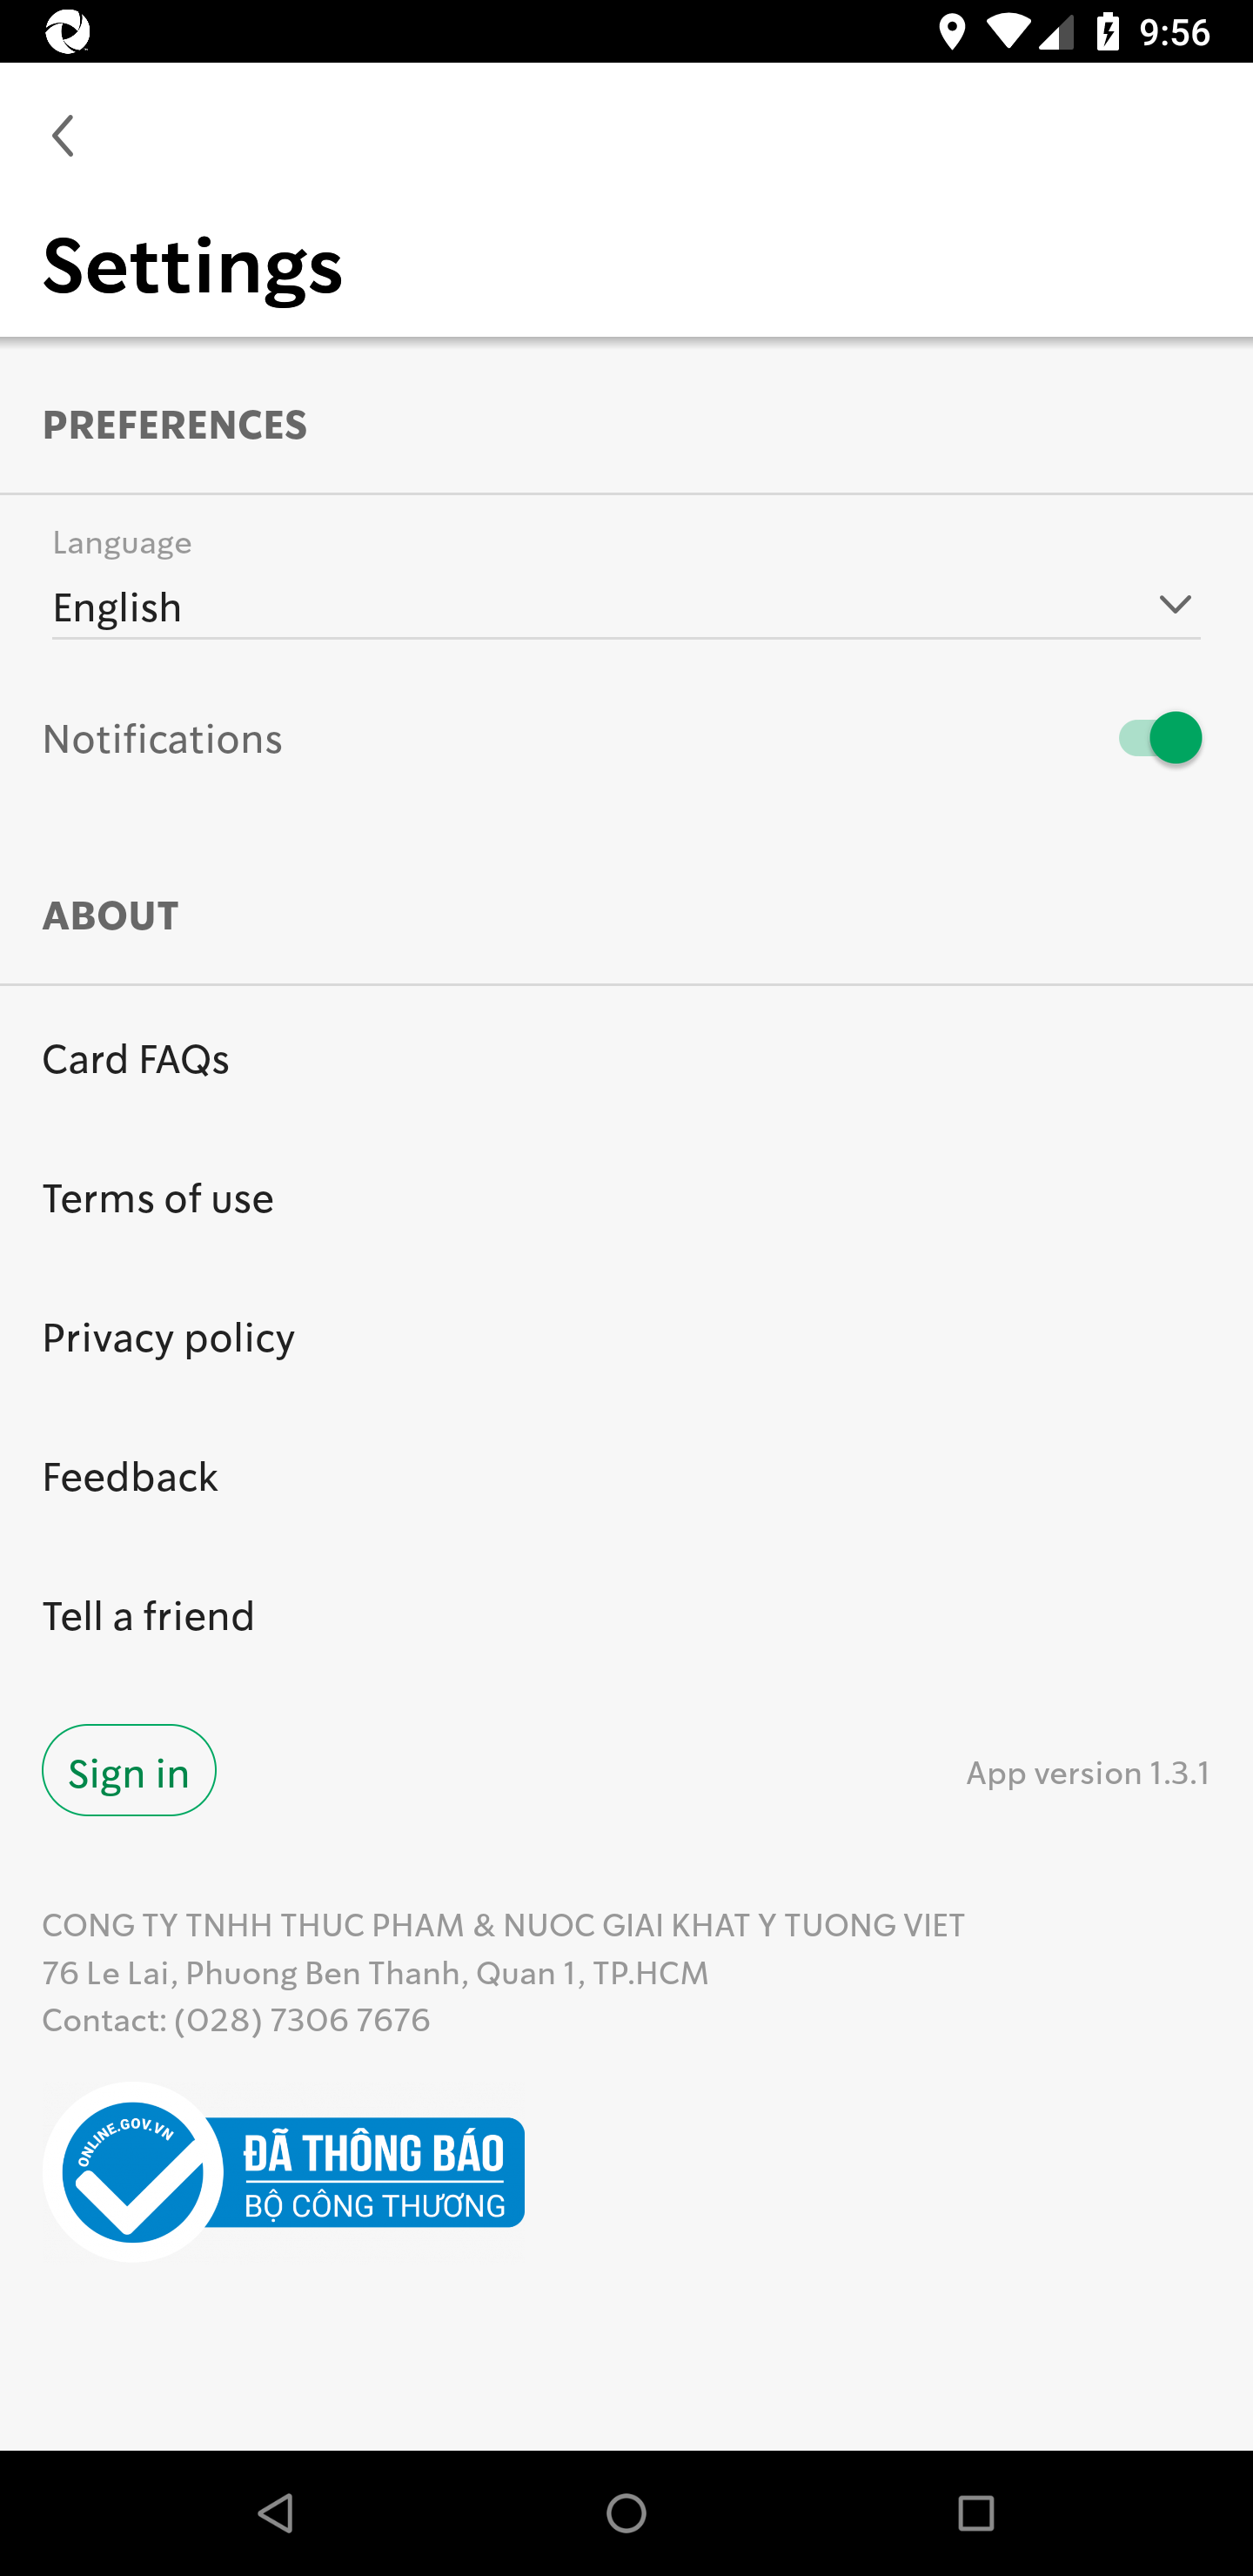 9:56
Settings
PREFERENCES
Language
English
Notifications
ABOUT
Card FAQs
Terms of use
Privacy policy
Feedback
Tell a friend
Sign in
App version 1.3.1
CONG TY TNHH THUC PHAM & NUOC GIAI KHAT Y TUONG VIET
76 Le Lai, Phuong Ben Thanh, Quan 1, TP.HCM
Contact: (028) 7306 7676
ONLINE.GOV.VN
ĐÃ THÔNG BÁO
BỘ CÔNG THƯƠNG